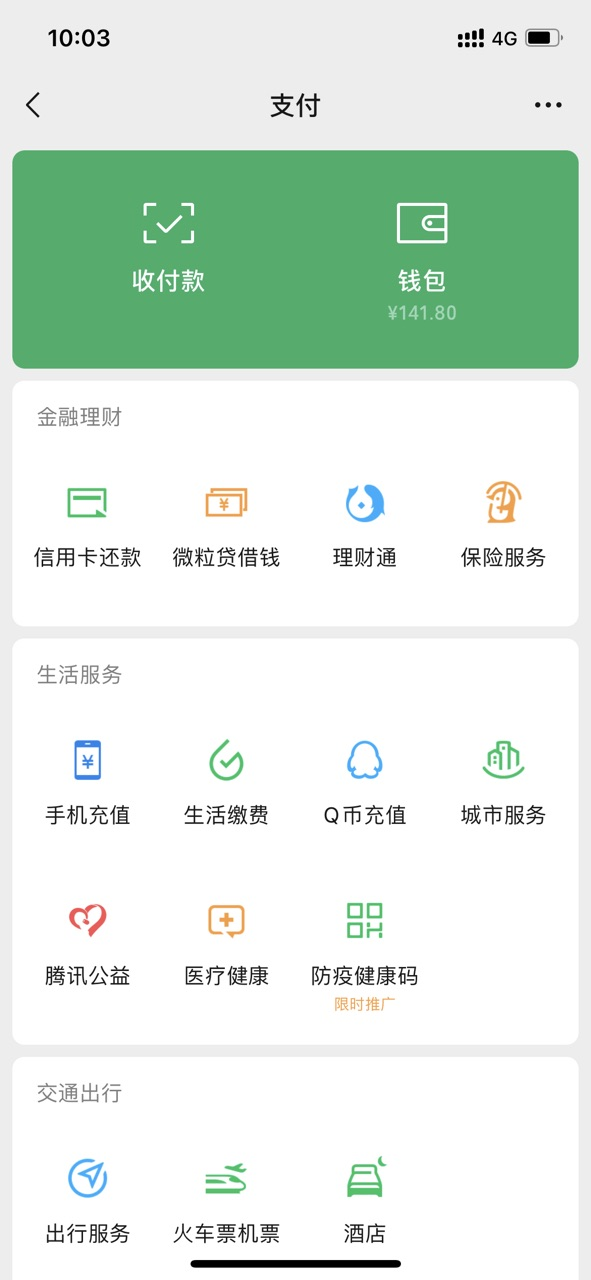 10:03
4G
支付
收付款
钱包
¥141.80
金融理财
信用卡还款
微粒贷借钱
理财通
保险服务
生活服务
手机充值
生活缴费
Q币充值
城市服务
腾讯公益
医疗健康
防疫健康码
限时推广
交通出行
出行服务
火车票机票
酒店